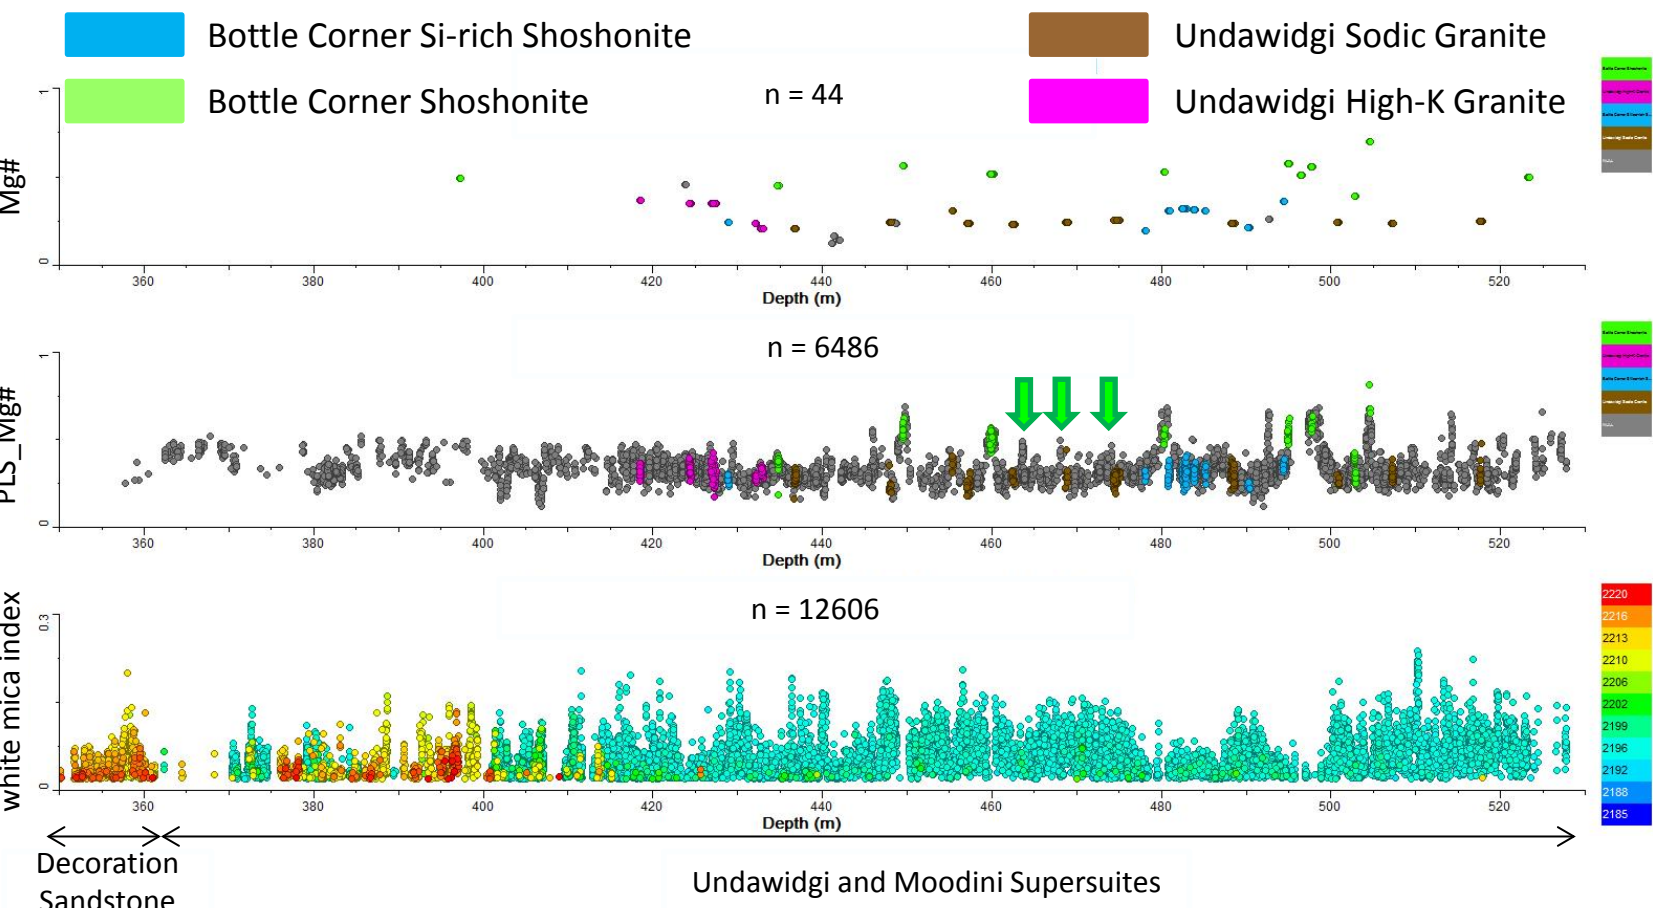 Bottle Corner Si-rich Shoshonite
Undawidgi Sodic Granite
Bottle Corner Shoshonite
n = 44
Undawidgi High-K Granite
Mg#
1
0
360 380 400 420 440 460 480 500 520
Depth (m)
n = 6486
PLS_Mg#
1
0
360 380 400 420 440 460 480 500 520
Depth (m)
n = 12606
white mica index
0.3
0
2220
2216
2213
2210
2206
2202
2199
2196
2192
2188
2185
360 380 400 420 440 460 480 500 520
Depth (m)
Decoration
Sandstone
Undawidgi and Moodini Supersuites